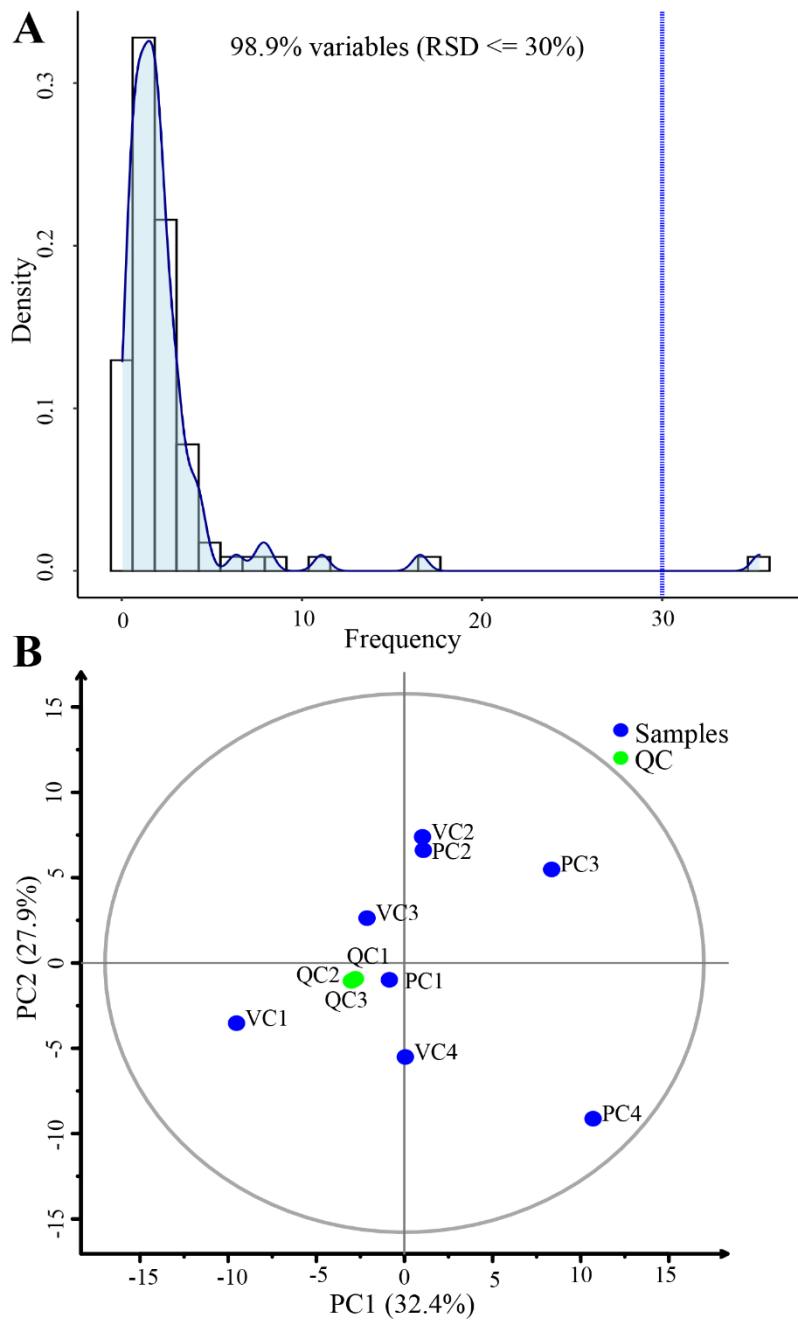 A
98.9% variables (RSD <= 30%)
0.3
0.2
0.1
0.0
Density
0
10
20
30
Frequency
B
15
10
5
0
-5
-10
-15
PC2 (27.9%)
Samples
QC
VC2
PC2
PC3
VC3
QC1
QC2
PC1
QC3
VC1
VC4
PC4
-15
-10
-5
0
5
10
15
PC1 (32.4%)